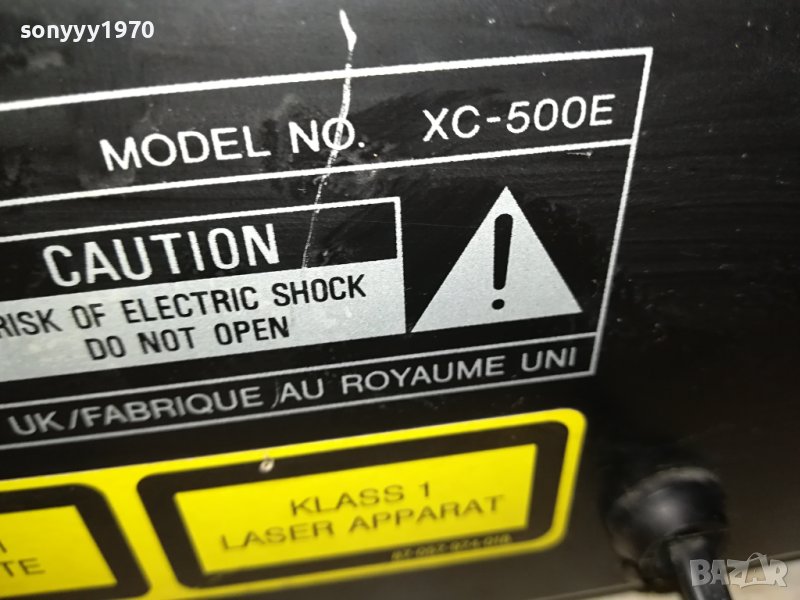 sonyyy1970
MODEL NO. XC-500E
CAUTION
RISK OF ELECTRIC SHOCK
DO NOT OPEN
!
UK/FABRIQUE AU ROYAUME UNI
KLASS 1
LASER APPARAT
BAZAR